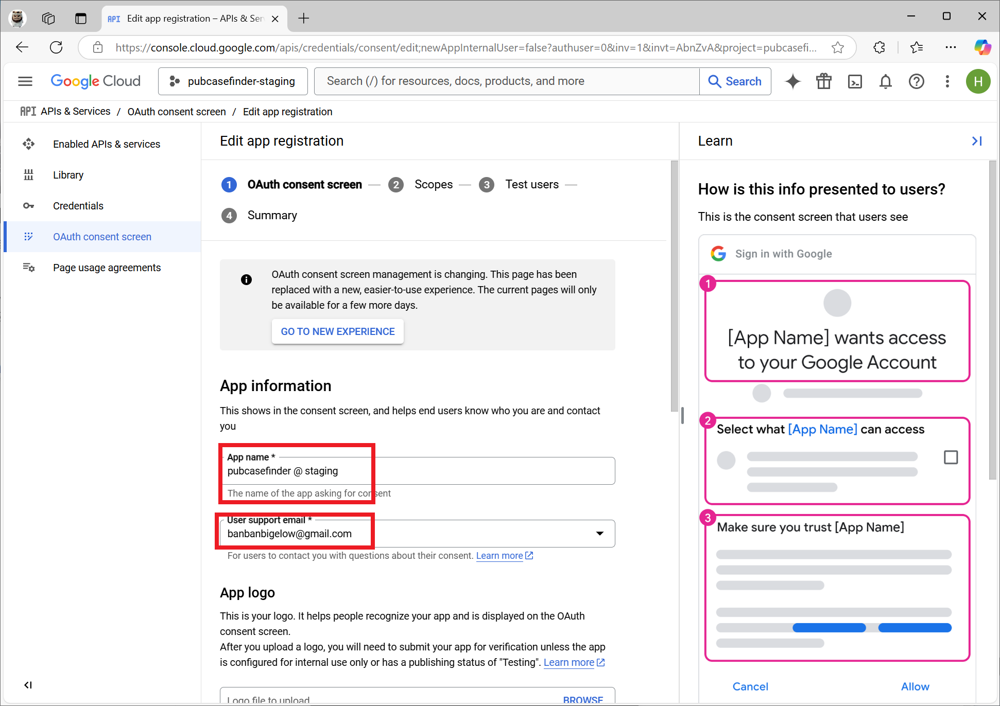 API Edit app registration – APIs & Ser
https://console.cloud.google.com/apis/credentials/consent/edit;newAppInternalUser=false?authuser=0&inv=1&invt=AbnZvA&project=pubcasefi...
Google Cloud
pubcasefinder-staging
Search (/) for resources, docs, products, and more
Search
H
API APIs & Services / OAuth consent screen / Edit app registration
Enabled APIs & services
Library
Credentials
OAuth consent screen
Page usage agreements
Edit app registration
1 OAuth consent screen — 2 Scopes — 3 Test users —
4 Summary
OAuth consent screen management is changing. This page has been
replaced with a new, easier-to-use experience. The current pages will only
be available for a few more days.
GO TO NEW EXPERIENCE
App information
This shows in the consent screen, and helps end users know who you are and contact
you
App name *
pubcasefinder @ staging
The name of the app asking for consent
User support email *
banbanbigelow@gmail.com
For users to contact you with questions about their consent. Learn more
App logo
This is your logo. It helps people recognize your app and is displayed on the OAuth
consent screen.
After you upload a logo, you will need to submit your app for verification unless the app
is configured for internal use only or has a publishing status of "Testing". Learn more
Logo file to upload
BROWSE
Learn
How is this info presented to users?
This is the consent screen that users see
Sign in with Google
1
[App Name] wants access
to your Google Account
2
Select what [App Name] can access
3
Make sure you trust [App Name]
Cancel
Allow